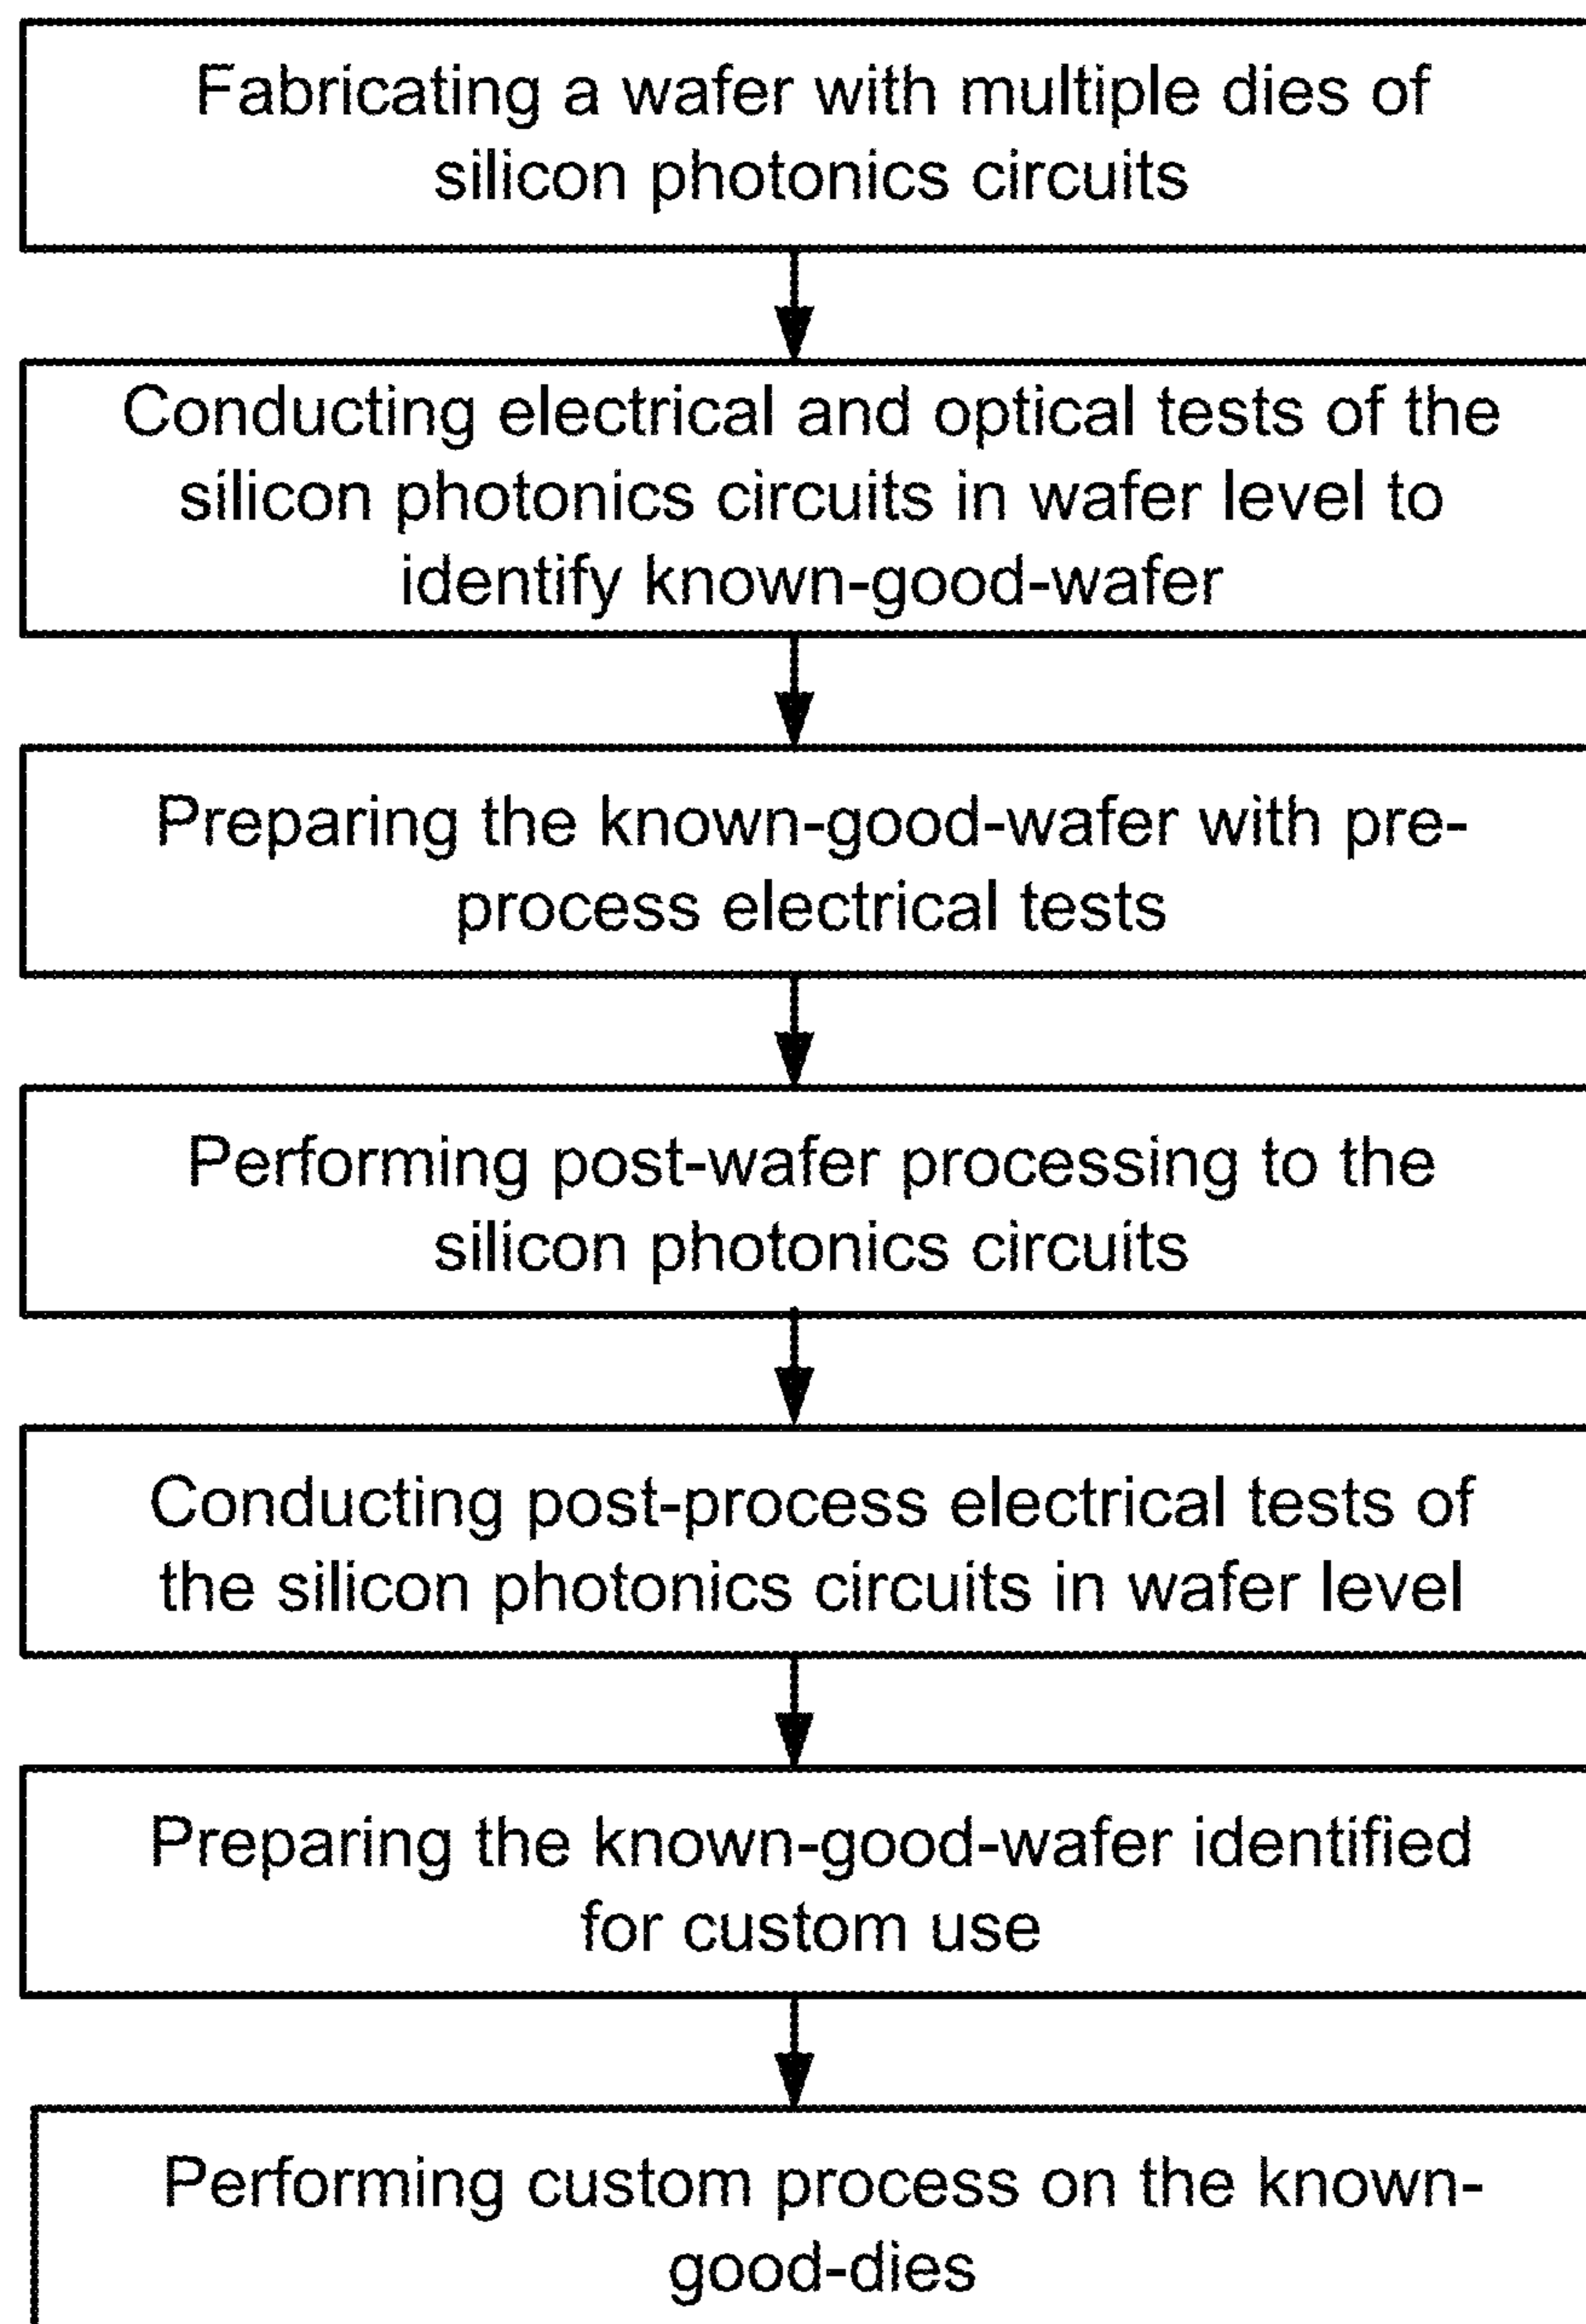 Fabricating a wafer with multiple dies of
silicon photonics circuits
Conducting electrical and optical tests of the
silicon photonics circuits in wafer level to
identify known-good-wafer
Preparing the known-good-wafer with pre-
process electrical tests
Performing post-wafer processing to the
silicon photonics circuits
Conducting post-process electrical tests of
the silicon photonics circuits in wafer level
Preparing the known-good-wafer identified
for custom use
Performing custom process on the known-
good-dies